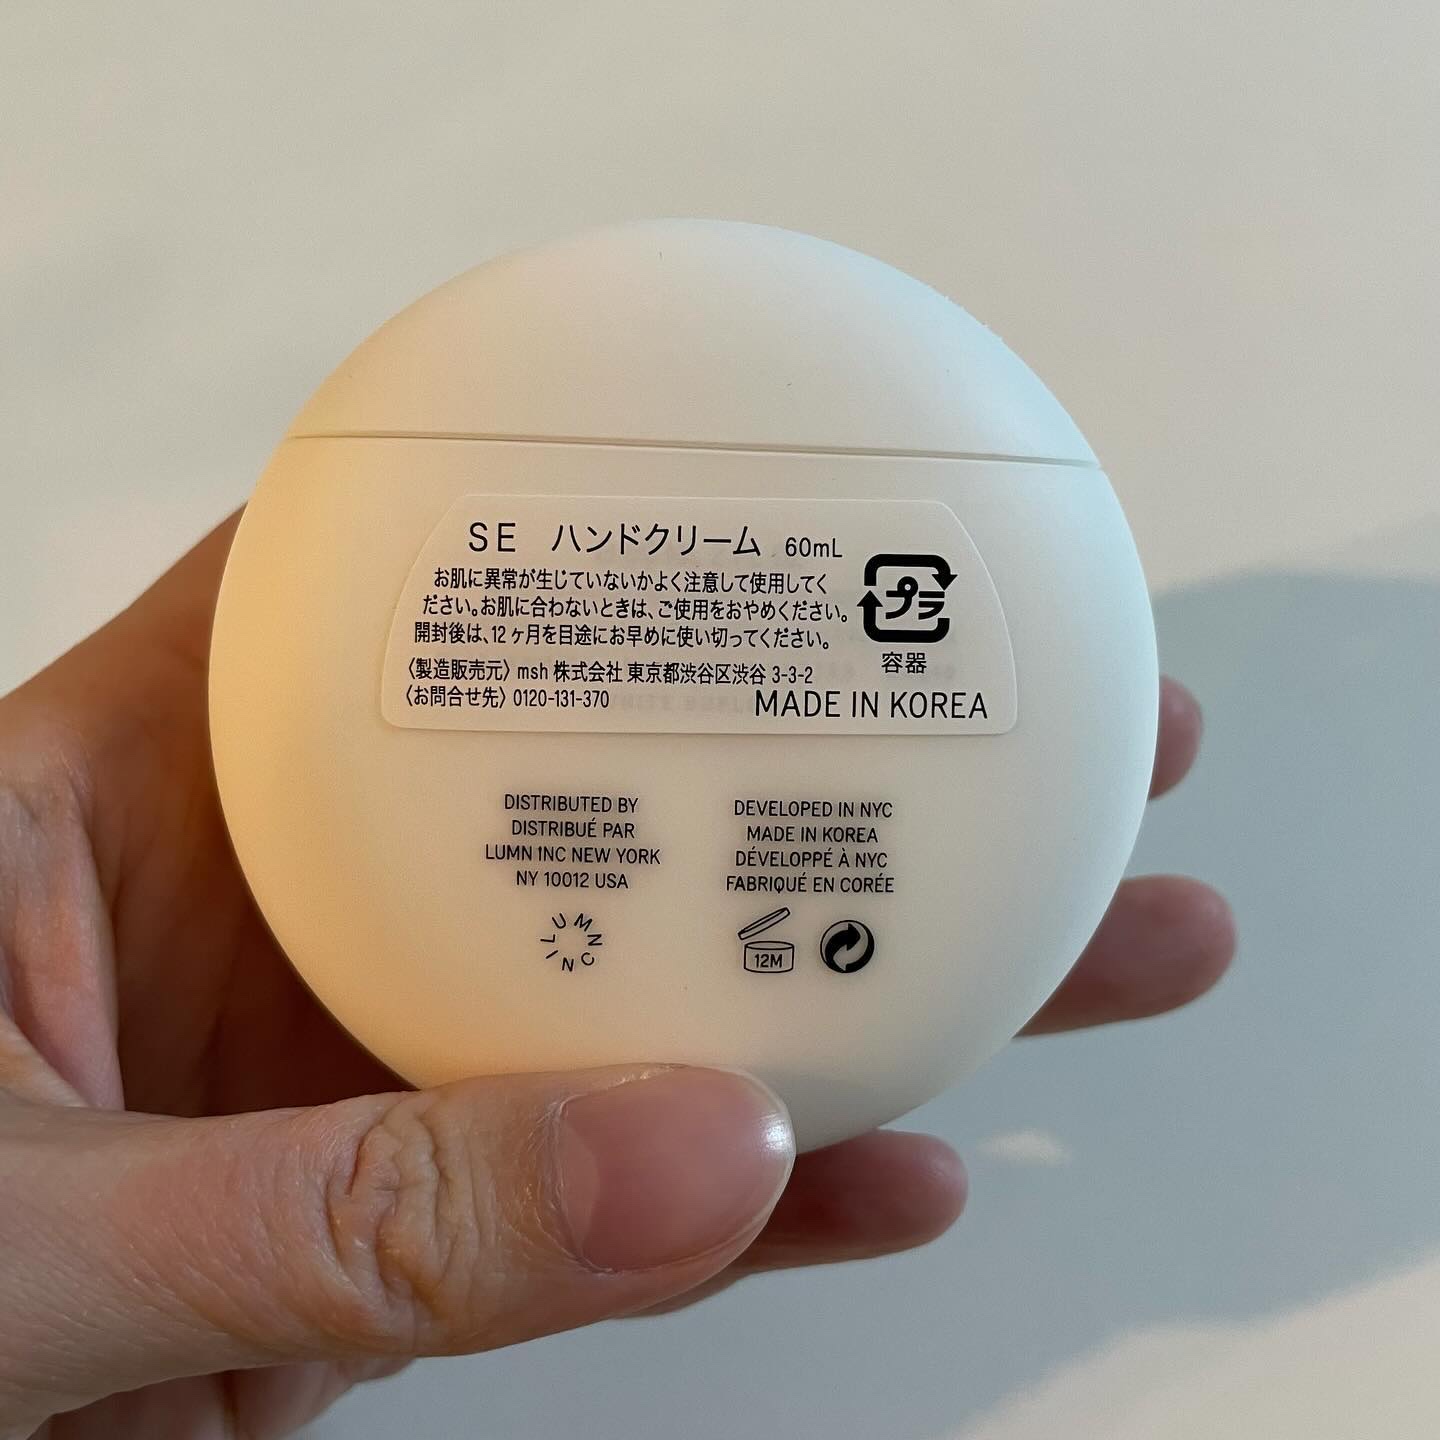 SE ハンドクリーム 60mL
お肌に異常が生じていないかよく注意して使用してく
ださい。お肌に合わないときは、ご使用をおやめください。
開封後は、12ヶ月を目途にお早めに使い切ってください。
プラ
容器
〈製造販売元〉msh 株式会社 東京都渋谷区渋谷 3-3-2
〈お問合せ先〉0120-131-370
MADE IN KOREA
DISTRIBUTED BY
DISTRIBUÉ PAR
LUMN 1NC NEW YORK
NY 10012 USA
LUMN1NC
DEVELOPED IN NYC
MADE IN KOREA
DÉVELOPPÉ À NYC
FABRIQUÉ EN CORÉE
12M